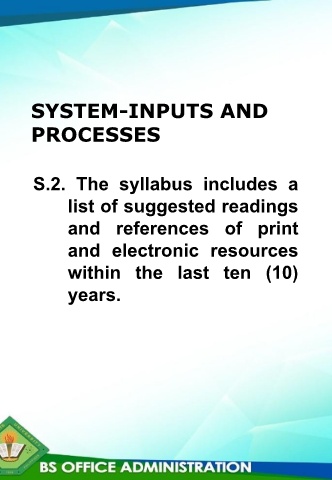 SYSTEM-INPUTS AND
PROCESSES
S.2. The syllabus includes a
list of suggested readings
and references of print
and electronic resources
within the last ten (10)
years.
BS OFFICE ADMINISTRATION